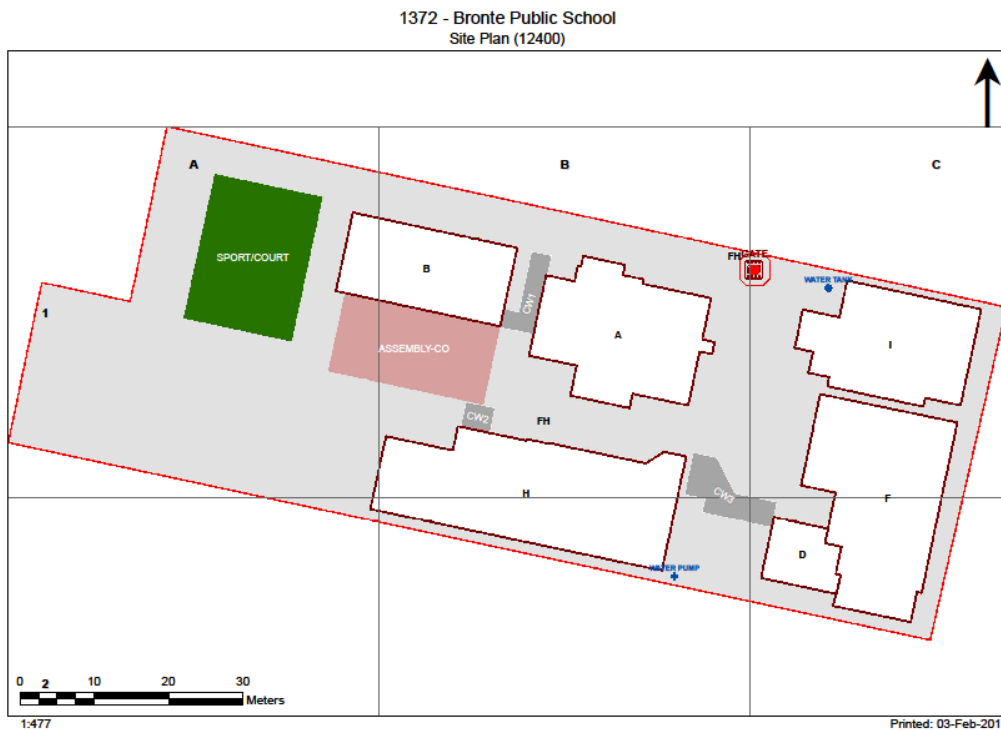 1372 - Bronte Public School
Site Plan (12400)
A
B
C
SPORT/COURT
B
CW1
FH
GATE
WATER TANK
1
A
I
ASSEMBLY-CO
CW2
FH
H
CW3
F
D
WATER PUMP
0 2 10 20 30
Meters
1:477
Printed: 03-Feb-201